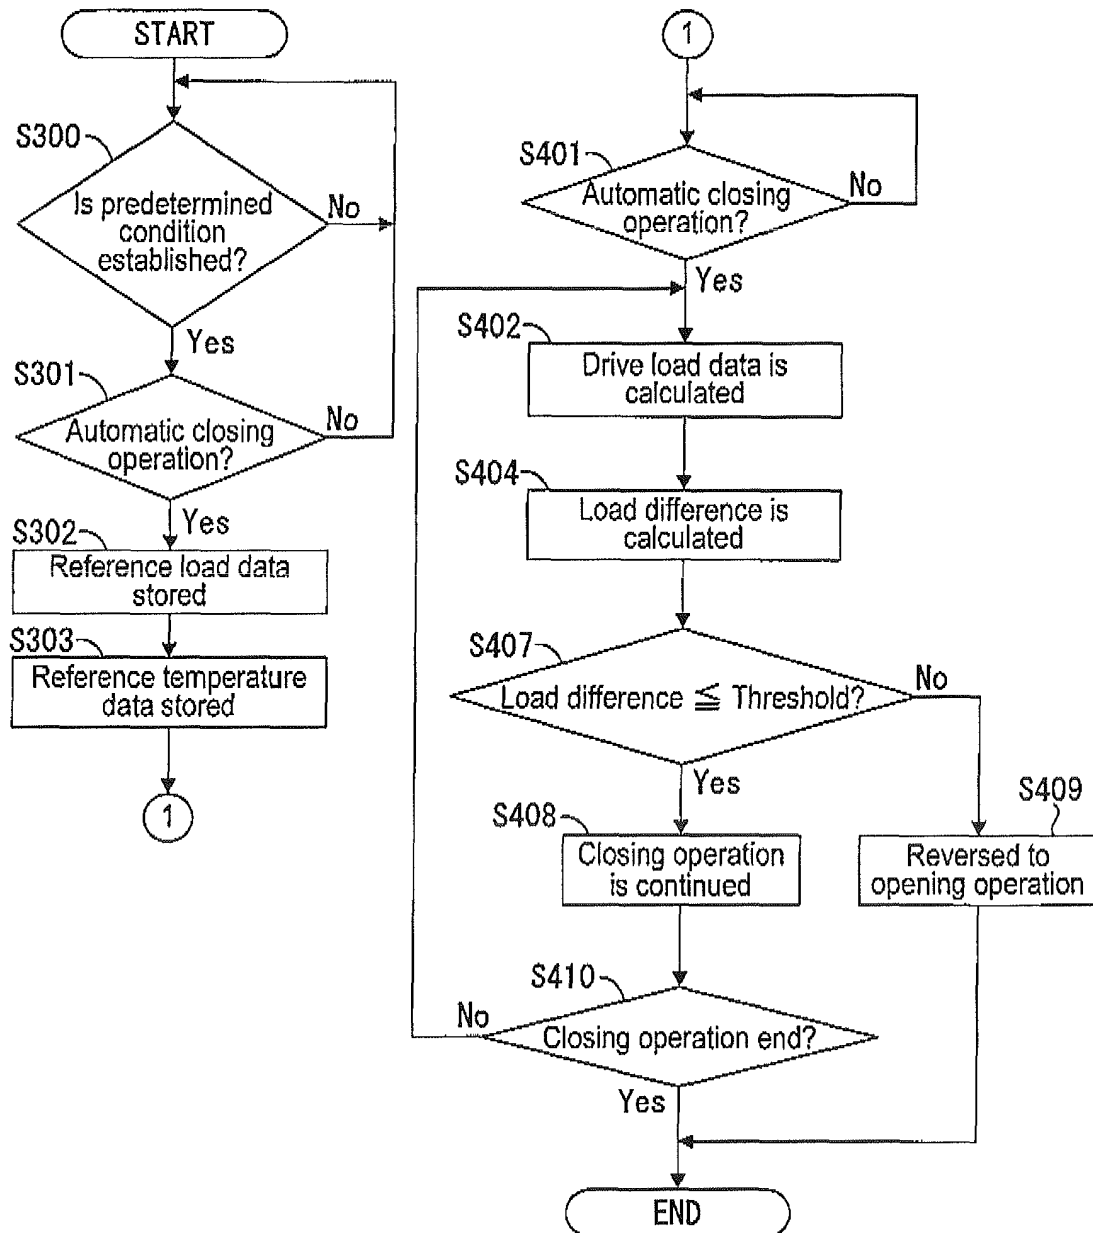 START
S300
Is predetermined
condition
established?
No
Yes
S301
Automatic closing
operation?
No
Yes
S302
Reference load data
stored
S303
Reference temperature
data stored
1
1
S401
Automatic closing
operation?
No
Yes
S402
Drive load data is
calculated
S404
Load difference is
calculated
S407
Load difference ≦ Threshold?
No
Yes
S408
Closing operation
is continued
S409
Reversed to
opening operation
S410
No
Closing operation end?
Yes
END